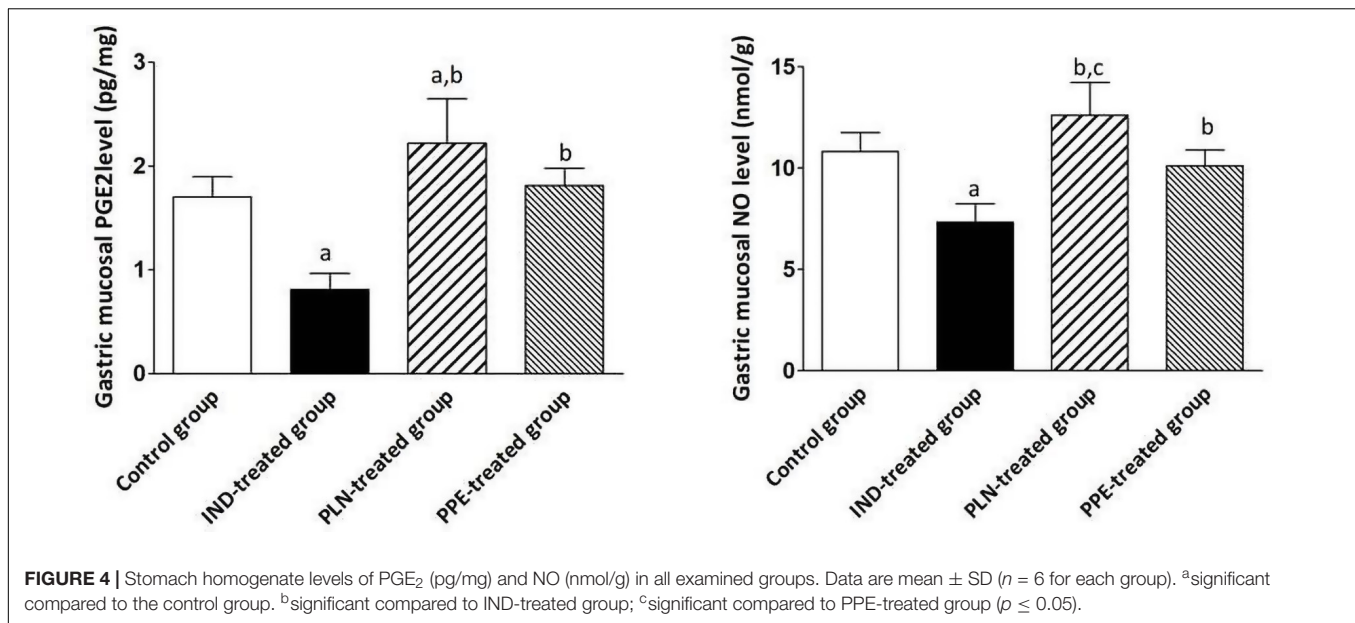 Gastric mucosal PGE2level (pg/mg)
3
2
1
0
a
a,b
b
Control group
IND-treated group
PLN-treated group
PPE-treated group
Gastric mucosal NO level (nmol/g)
15
10
5
0
a
b,c
b
Control group
IND-treated group
PLN-treated group
PPE-treated group
FIGURE 4 | Stomach homogenate levels of PGE₂ (pg/mg) and NO (nmol/g) in all examined groups. Data are mean ± SD (n = 6 for each group). ᵃsignificant
compared to the control group. ᵇsignificant compared to IND-treated group; ᶜsignificant compared to PPE-treated group (p ≤ 0.05).